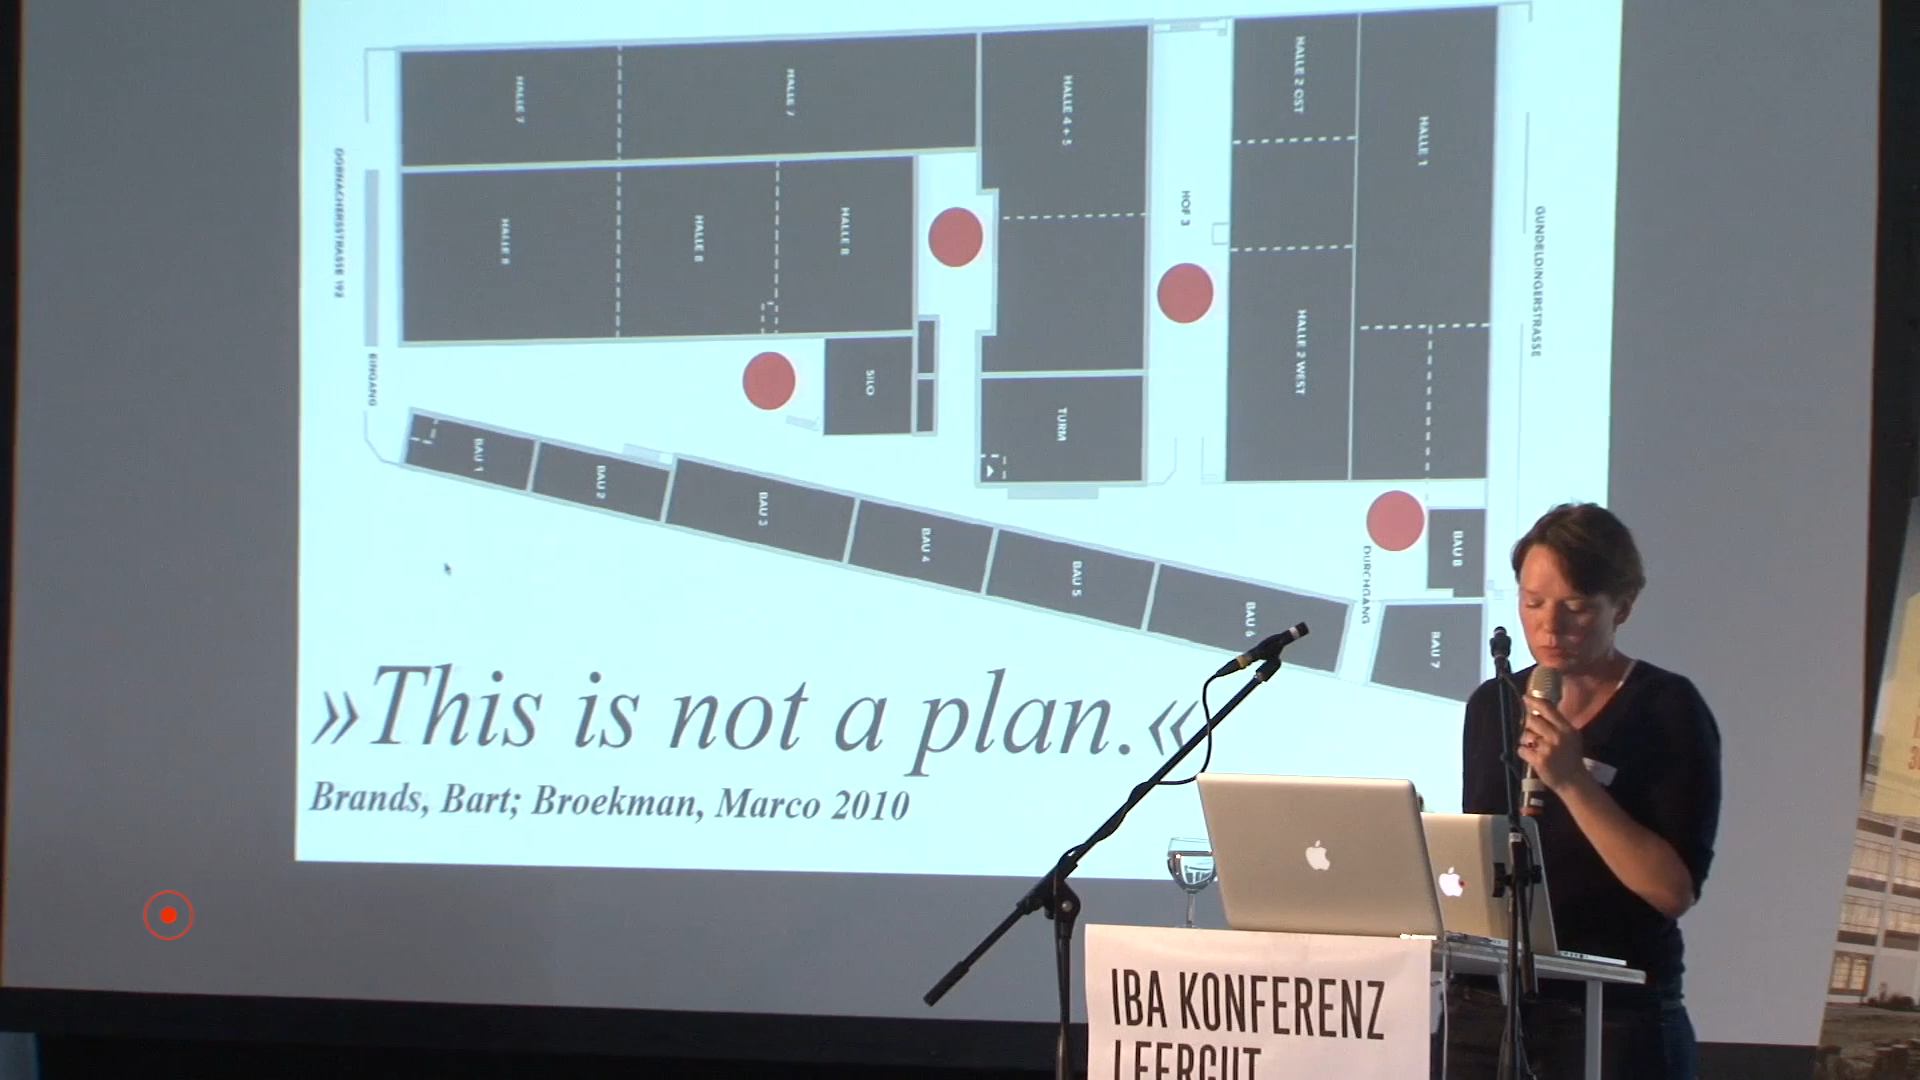 HALLE 7
HALLE 7
HALLE 4 + 5
HALLE 2 OST
HALLE 1
DORNACHERSTRASSE 192
HALLE 8
HALLE 8
HALLE 8
HOF 3
GUNDELDINGERSTRASSE
HALLE 2 WEST
EINGANG
SILO
TURM
BAU 1
BAU 2
BAU 3
BAU 4
BAU 5
BAU 6
DURCHGANG
BAU 8
BAU 7
»This is not a plan.«
Brands, Bart; Broekman, Marco 2010
IBA KONFERENZ
LEERGUT